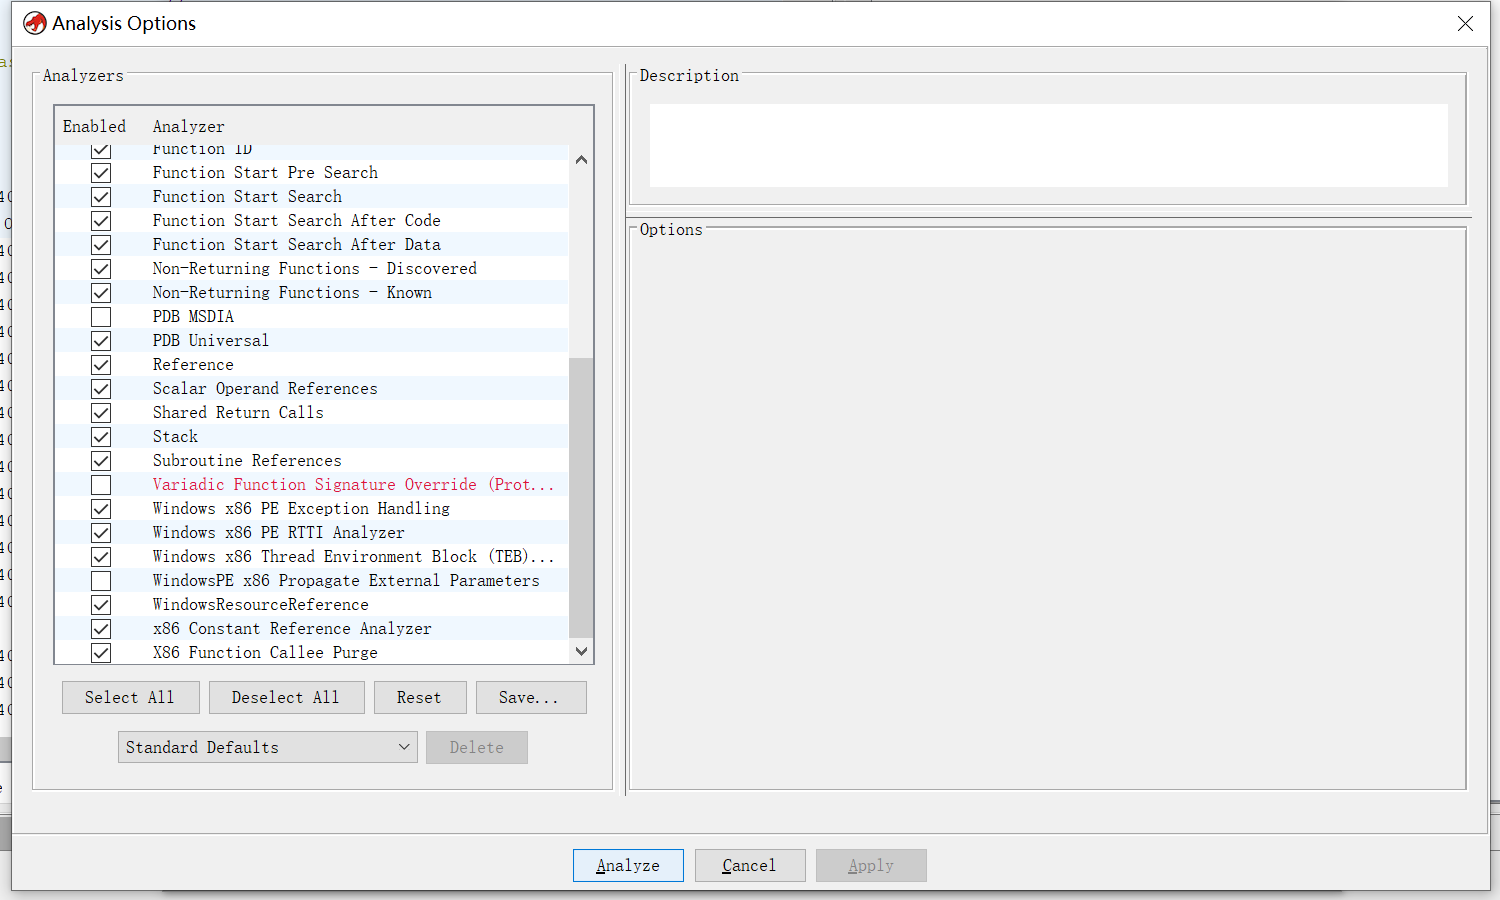 Analysis Options
Analyzers
Enabled Analyzer
Function ID
Function Start Pre Search
Function Start Search
Function Start Search After Code
Function Start Search After Data
Non-Returning Functions - Discovered
Non-Returning Functions - Known
PDB MSDIA
PDB Universal
Reference
Scalar Operand References
Shared Return Calls
Stack
Subroutine References
Variadic Function Signature Override (Prot...
Windows x86 PE Exception Handling
Windows x86 PE RTTI Analyzer
Windows x86 Thread Environment Block (TEB)...
WindowsPE x86 Propagate External Parameters
WindowsResourceReference
x86 Constant Reference Analyzer
X86 Function Callee Purge
Select All Deselect All Reset Save...
Standard Defaults Delete
Description
Options
Analyze Cancel Apply